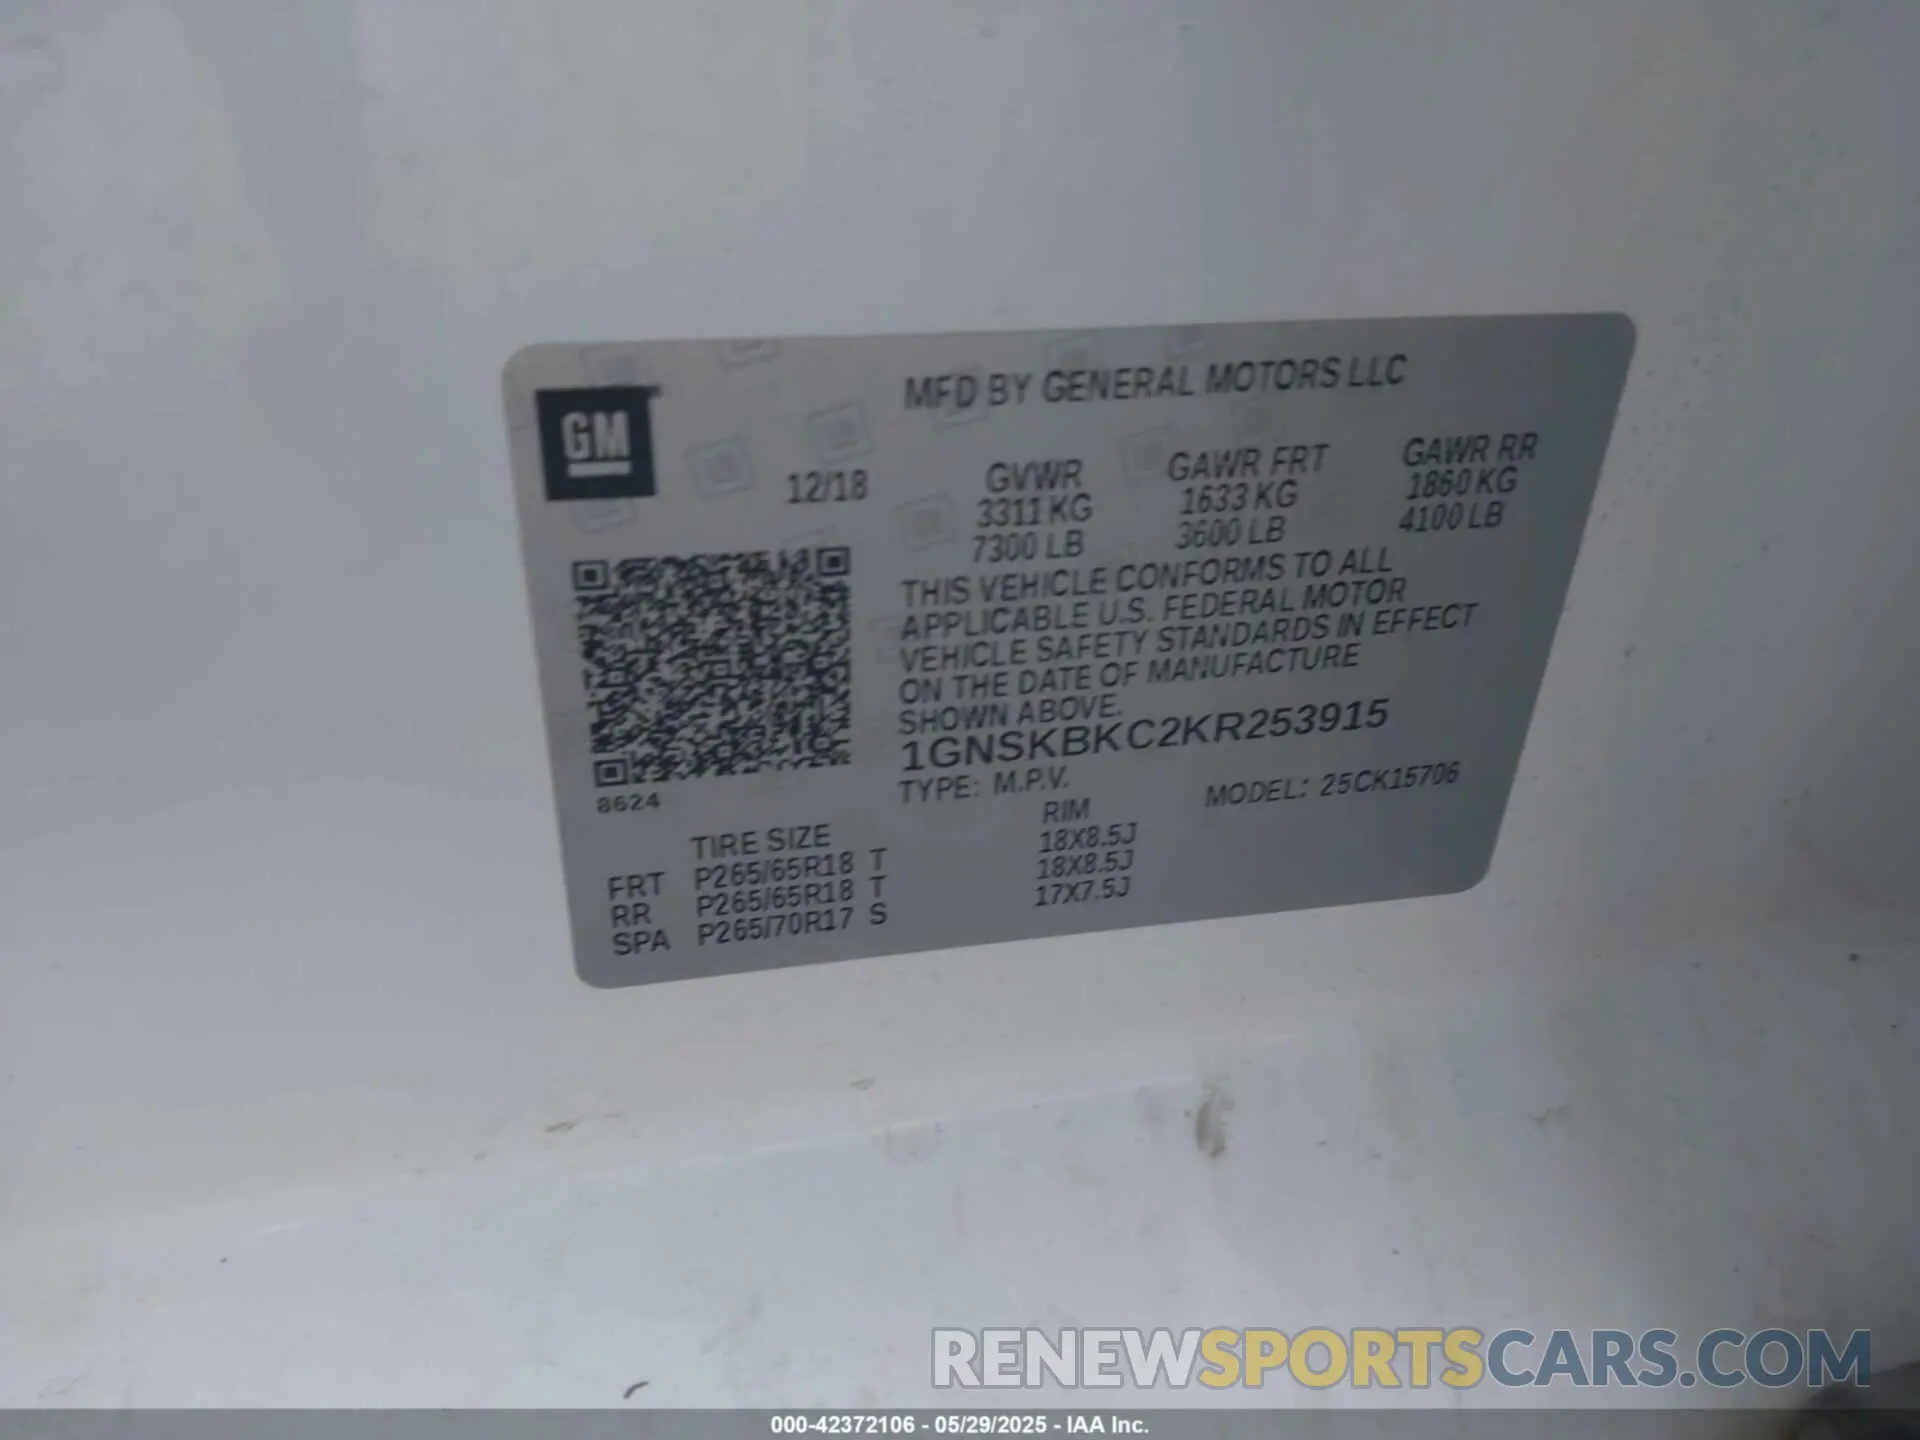 GM
MFD BY GENERAL MOTORS LLC
12/18
GVWR GAWR FRT GAWR RR
3311 KG 1633 KG 1860 KG
7300 LB 3600 LB 4100 LB
THIS VEHICLE CONFORMS TO ALL
APPLICABLE U.S. FEDERAL MOTOR
VEHICLE SAFETY STANDARDS IN EFFECT
ON THE DATE OF MANUFACTURE
SHOWN ABOVE.
1GNSKBKC2KR253915
TYPE: M.P.V. MODEL: 25CK15706
8624
TIRE SIZE RIM
FRT P265/65R18 T 18X8.5J
RR P265/65R18 T 18X8.5J
SPA P265/70R17 S 17X7.5J
RENEWSPORTSCARS.COM
000-42372106 - 05/29/2025 - IAA Inc.